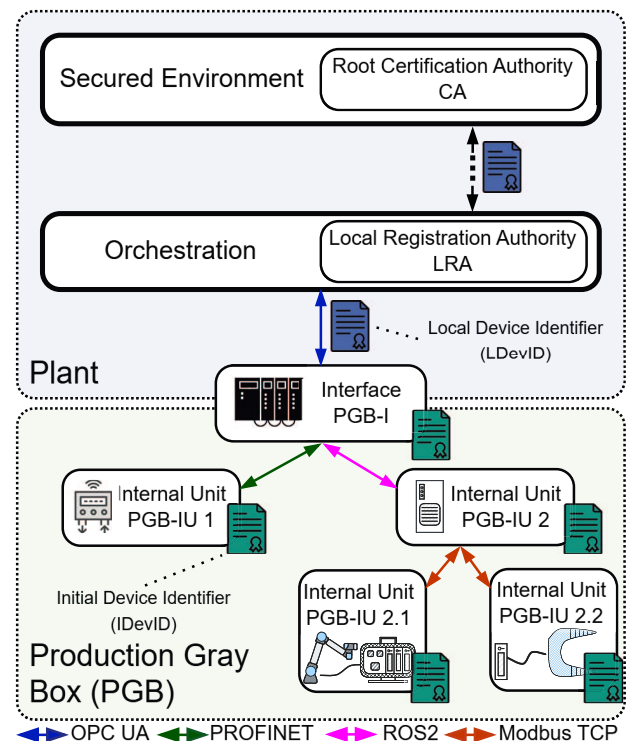 Secured Environment
Root Certification Authority
CA
Orchestration
Local Registration Authority
LRA
Local Device Identifier
(LDevID)
Plant
Interface
PGB-I
Internal Unit
PGB-IU 1
Internal Unit
PGB-IU 2
Initial Device Identifier
(IDevID)
Internal Unit
PGB-IU 2.1
Internal Unit
PGB-IU 2.2
Production Gray
Box (PGB)
OPC UA PROFINET ROS2 Modbus TCP